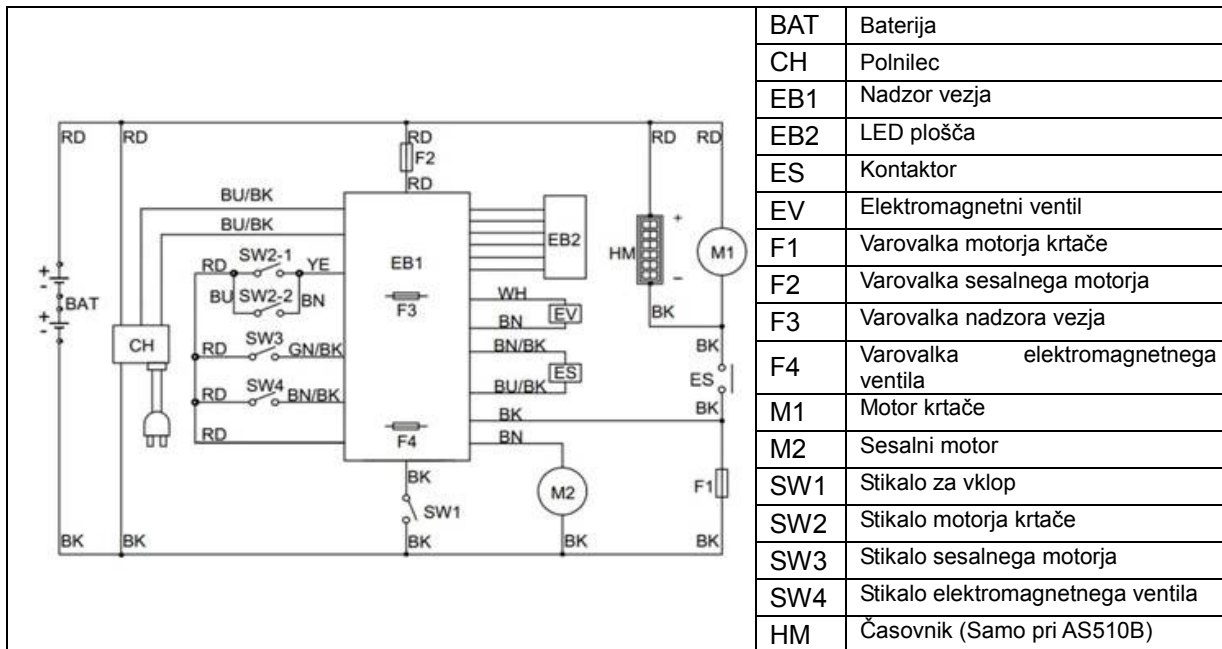 RD RD RD RD RD
F2
RD
BU/BK
BU/BK
SW2-1
RD YE
EB1
EB2
HM
+
M1
+
-
BU SW2-2 BN
BAT
+
-
F3
WH
EV
BN
–
BK
CH
SW3
RD GN/BK
BN/BK
ES
BK
ES
SW4
RD BN/BK
BU/BK
BK
BK
RD
F4
BN
BK
M2
F1
SW1
BK BK BK BK
BAT Baterija
CH Polnilec
EB1 Nadzor vezja
EB2 LED plošča
ES Kontaktor
EV Elektromagnetni ventil
F1 Varovalka motorja krtače
F2 Varovalka sesalnega motorja
F3 Varovalka nadzora vezja
F4 Varovalka elektromagnetnega
ventila
M1 Motor krtače
M2 Sesalni motor
SW1 Stikalo za vklop
SW2 Stikalo motorja krtače
SW3 Stikalo sesalnega motorja
SW4 Stikalo elektromagnetnega ventila
HM Časovnik (Samo pri AS510B)